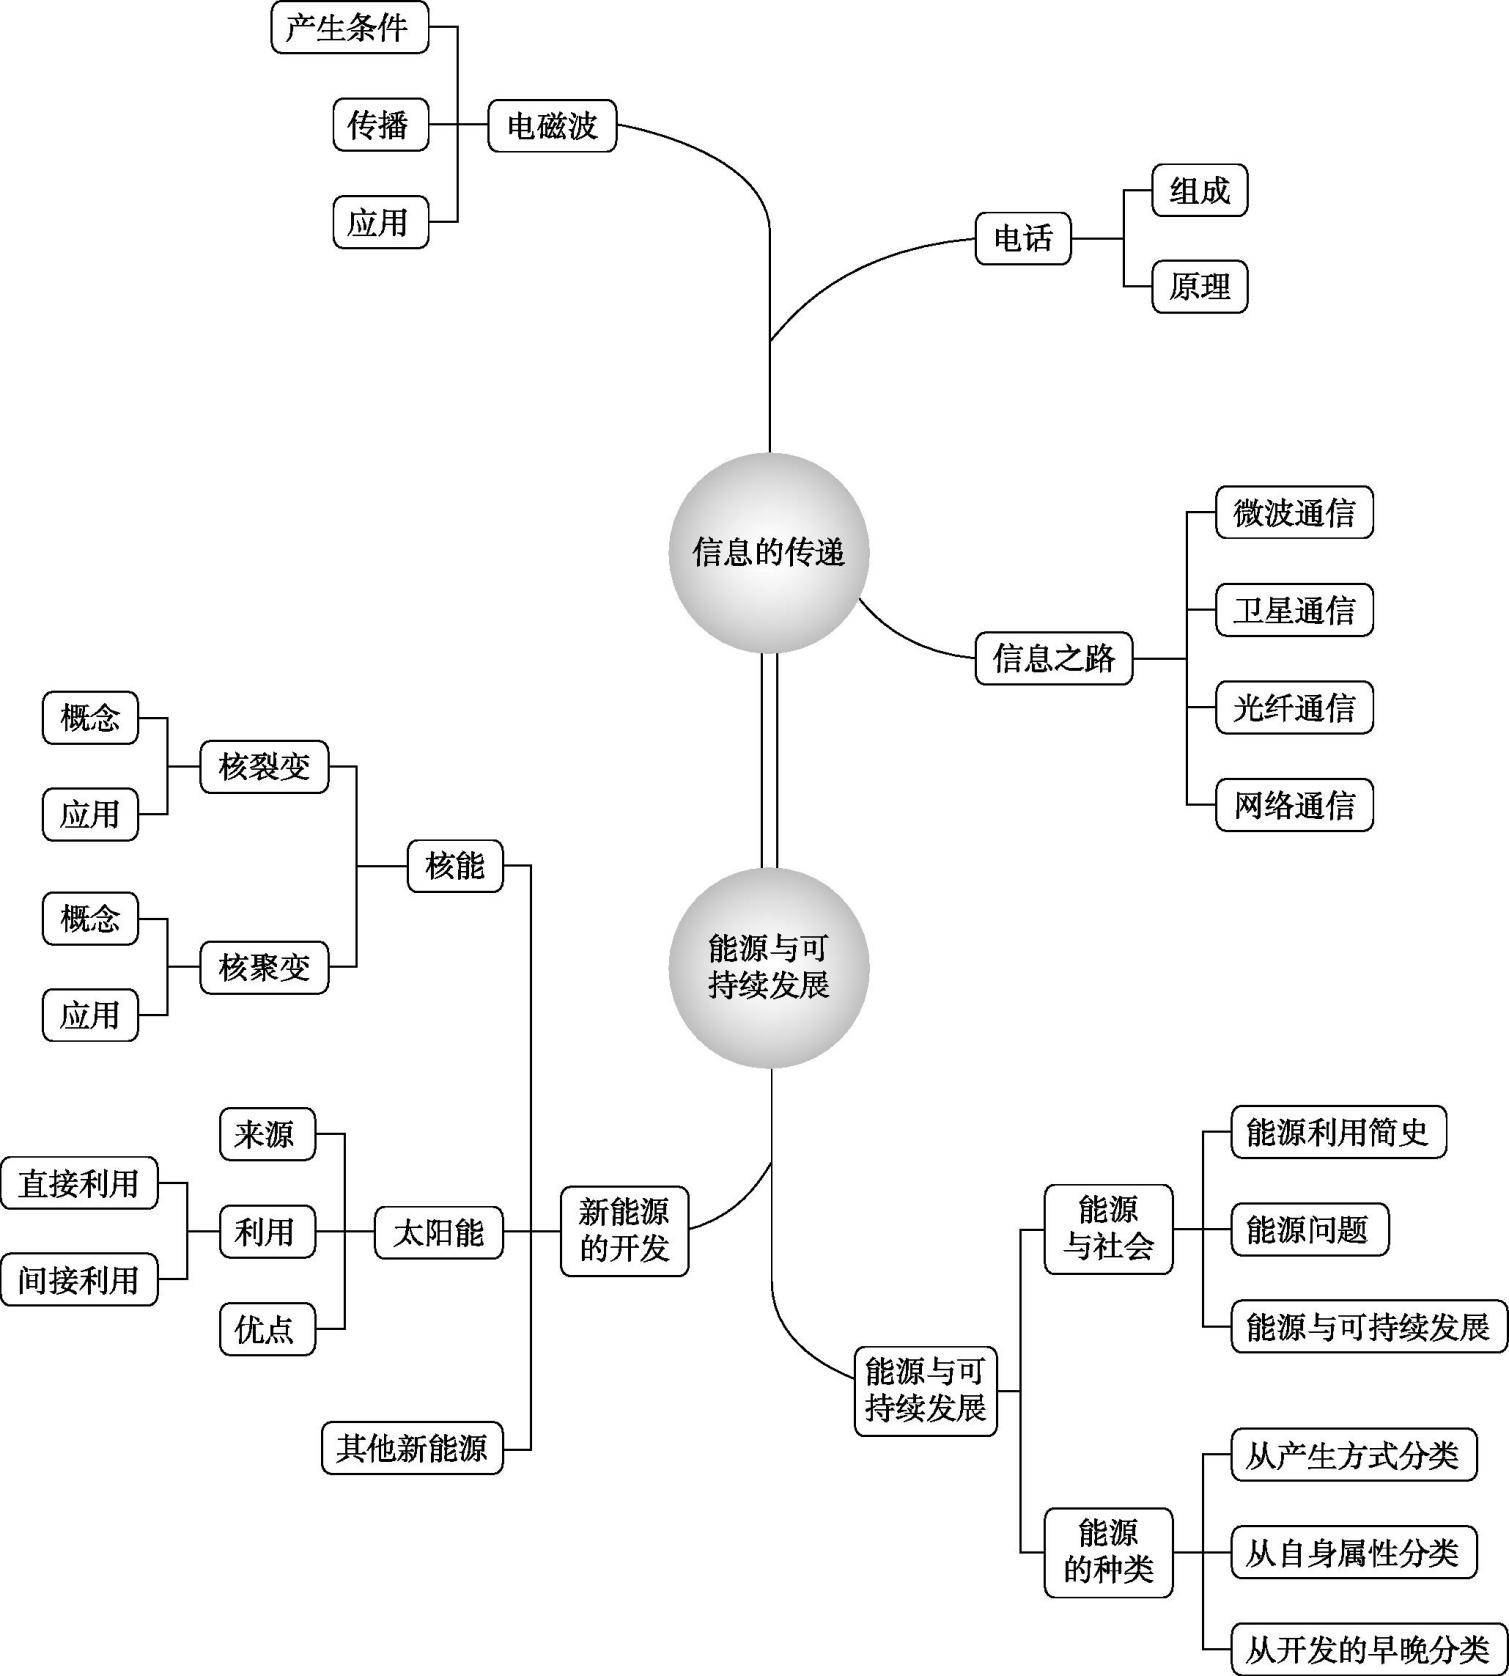 产生条件
传播
电磁波
应用
组成
电话
原理
信息的传递
微波通信
卫星通信
信息之路
光纤通信
网络通信
概念
核裂变
应用
核能
概念
核聚变
应用
能源与可
持续发展
来源
直接利用
利用
间接利用
太阳能
优点
新能源
的开发
其他新能源
能源与可
持续发展
能源
与社会
能源利用简史
能源问题
能源与可持续发展
能源
的种类
从产生方式分类
从自身属性分类
从开发的早晚分类